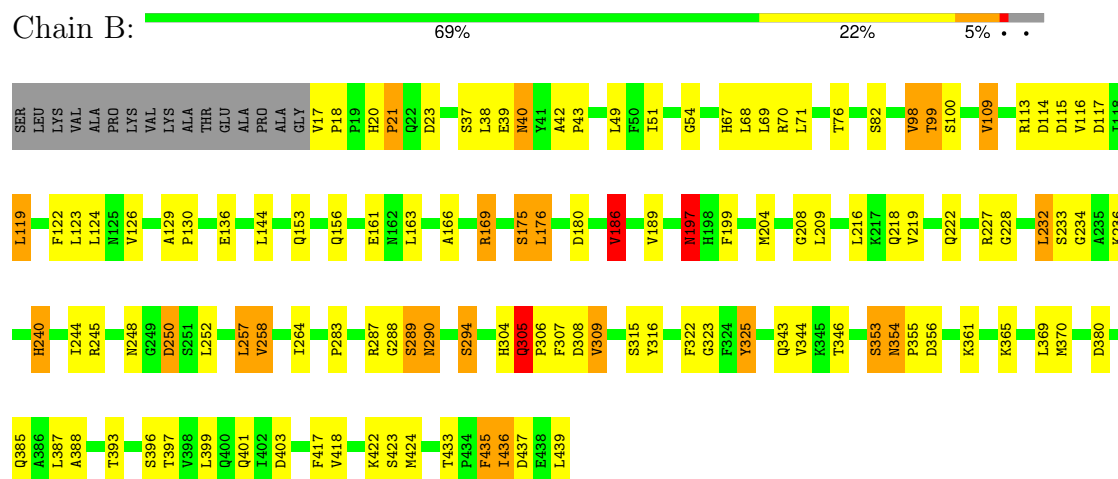 Chain B:
69% 22% 5% • •
SER LEU LYS VAL ALA PRO LYS VAL LYS ALA THR GLU ALA PRO ALA GLY V17 P18 P19 H20 P21 Q22 D23 S37 L38 E39 N40 Y41 A42 P43 L49 F50 I51 G54 H67 L68 L69 R70 L71 T76 S82 V98 T99 S100 V109 R113 D114 D115 V116 D117 I118
L119 F122 L123 L124 N125 V126 A129 P130 E136 L144 Q153 Q156 E161 N162 L163 A166 R169 S175 L176 D180 V186 V189 N197 H198 F199 M204 G208 L209 L216 K217 Q218 V219 Q222 R227 G228 L232 S233 G234 A235 K236
H240 I244 R245 N248 G249 D250 S251 L252 L257 V258 I264 P283 R287 G288 S289 N290 S294 H304 Q305 P306 F307 D308 V309 S315 Y316 F322 G323 F324 Y325 Q343 V344 K345 T346 S353 N354 P355 D356 K361 K365 L369 M370 D380
Q385 A386 L387 A388 T393 S396 T397 V398 L399 Q400 Q401 I402 D403 F417 V418 K422 S423 M424 T433 P434 F435 I436 D437 E438 L439